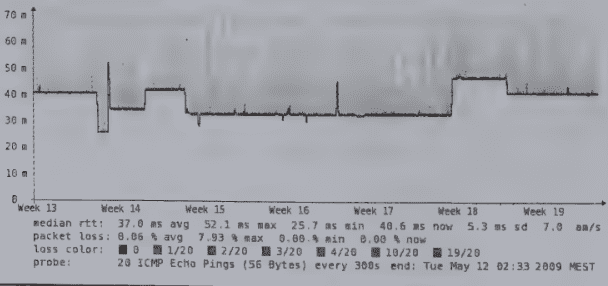 70 m
60 m
50 m
40 m
30 m
20 m
10 m
0
Week 13 Week 14 Week 15 Week 16 Week 17 Week 18 Week 19
median rtt: 37.0 ms avg 52.1 ms max 25.7 ms min 40.6 ms now 5.3 ms sd 7.0 am/s
packet loss: 0.06 % avg 7.93 % max 0.00 % min 0.00 % now
loss color: 0 1/20 2/20 3/20 4/20 10/20 19/20
probe: 20 ICMP Echo Pings (56 Bytes) every 300s end: Tue May 12 02:33 2009 MEST